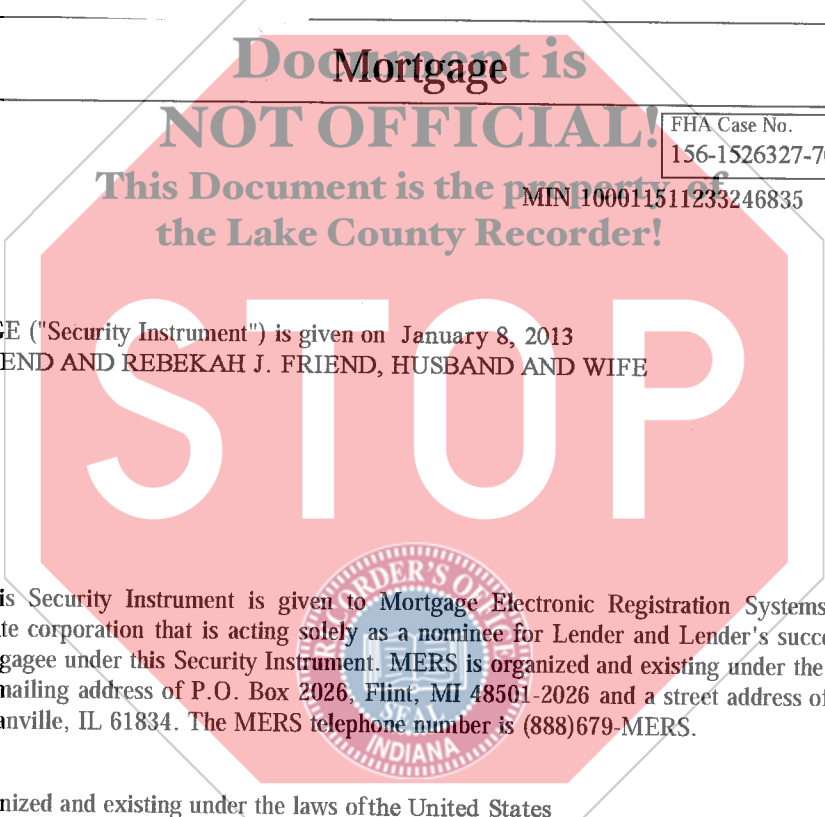 Document is
Mortgage
NOT OFFICIAL!
FHA Case No.
156-1526327-7
This Document is the property of
MIN 100011511233246835
the Lake County Recorder!
STOP
GE ("Security Instrument") is given on January 8, 2013
END AND REBEKAH J. FRIEND, HUSBAND AND WIFE
is Security Instrument is given to Mortgage Electronic Registration Systems
te corporation that is acting solely as a nominee for Lender and Lender's succe
gagee under this Security Instrument. MERS is organized and existing under the
mailing address of P.O. Box 2026, Flint, MI 48501-2026 and a street address of
anville, IL 61834. The MERS telephone number is (888)679-MERS.
RECORDER'S OFFICE
SEAL
INDIANA
nized and existing under the laws of the United States